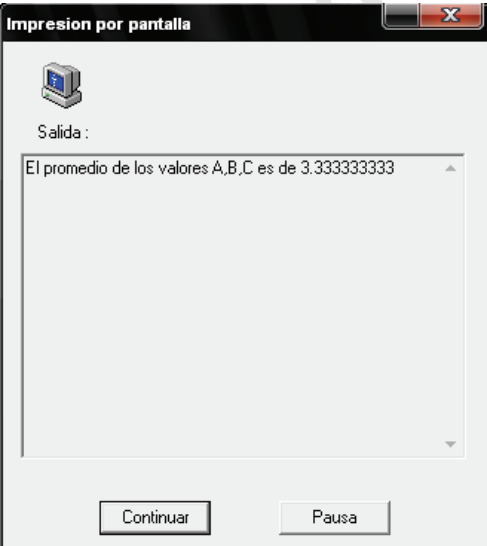 Impresion por pantalla
Salida :
El promedio de los valores A,B,C es de 3.333333333
Continuar
Pausa